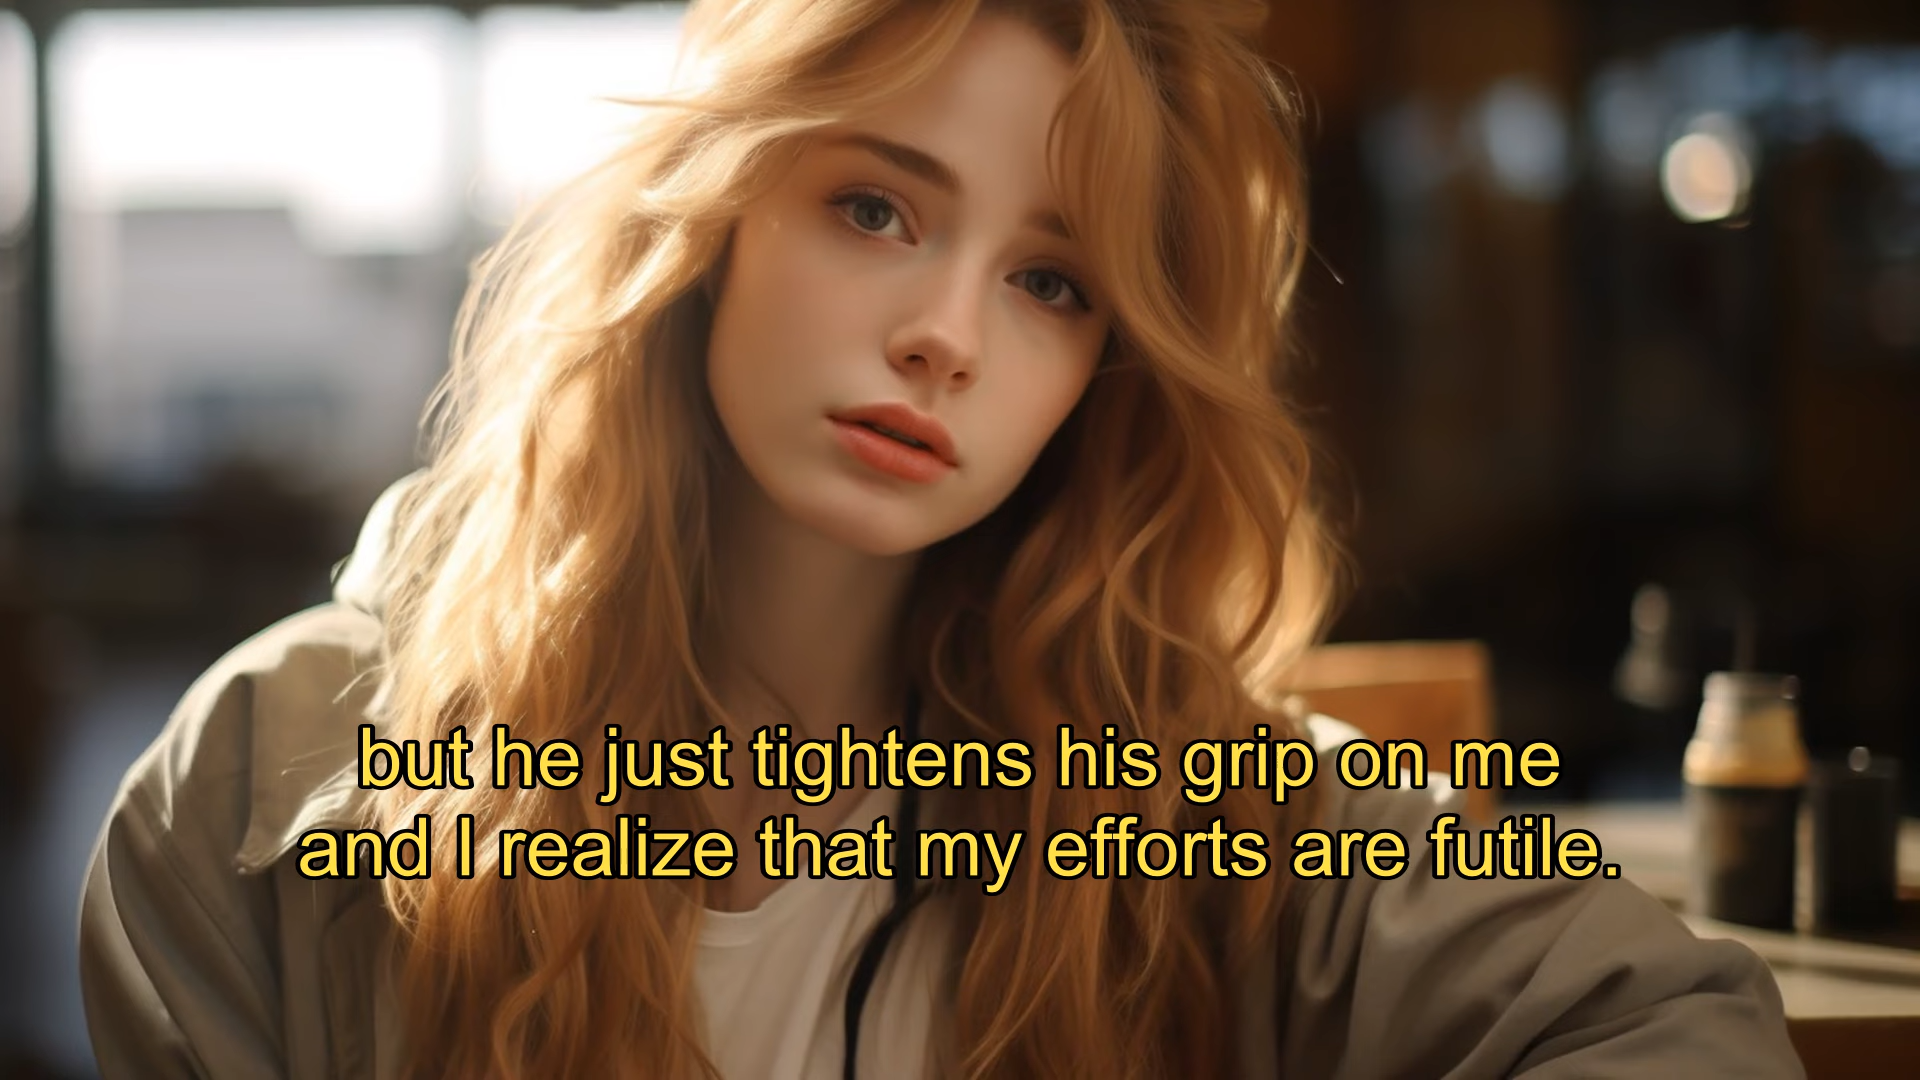 but he just tightens his grip on me
and I realize that my efforts are futile.